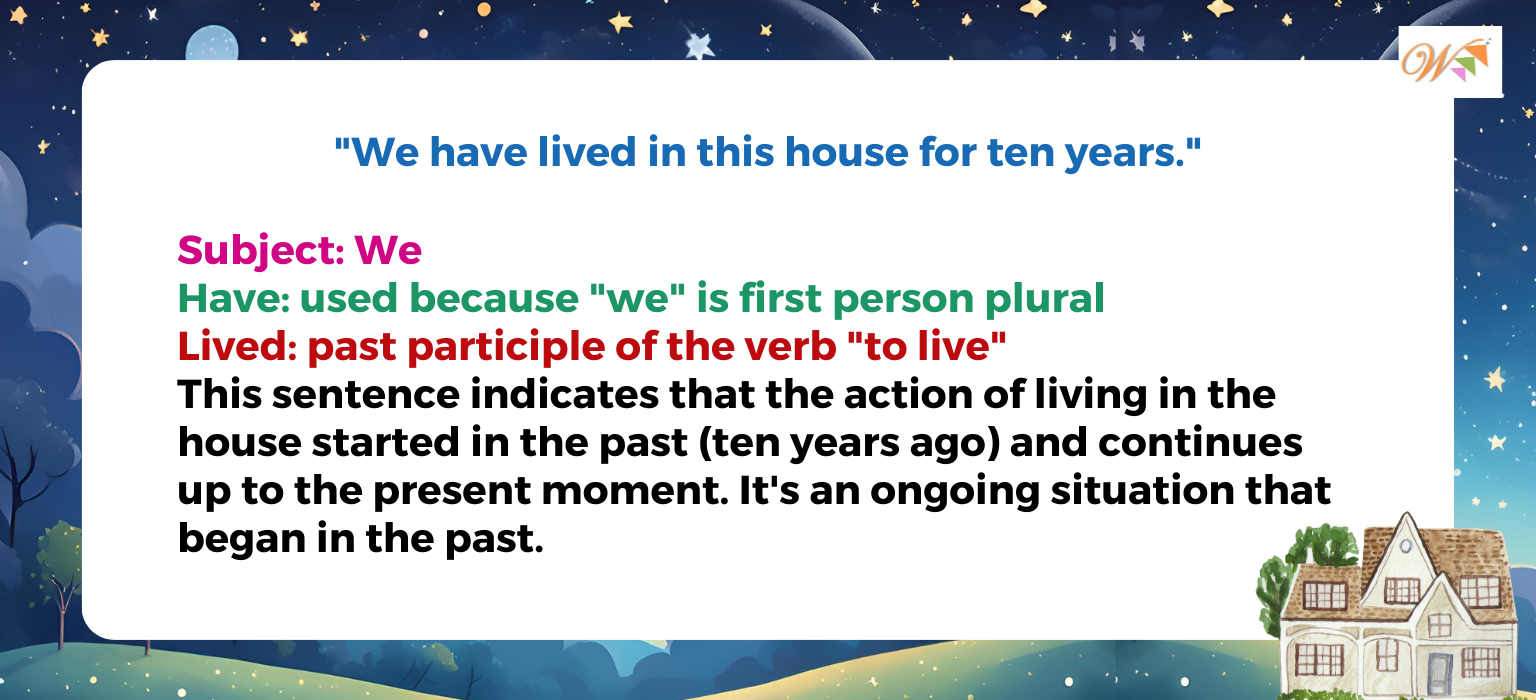 W
"We have lived in this house for ten years."
Subject: We
Have: used because "we" is first person plural
Lived: past participle of the verb "to live"
This sentence indicates that the action of living in the
house started in the past (ten years ago) and continues
up to the present moment. It's an ongoing situation that
began in the past.